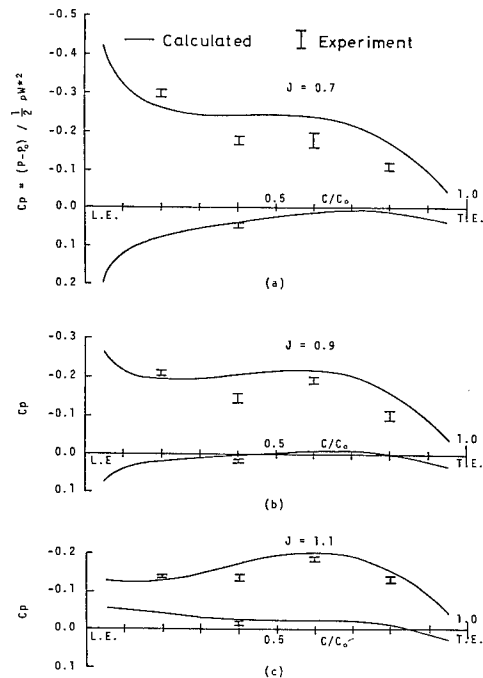 — Calculated    Experiment
Cp = (P-P₀) / ½ ρW*²
-0.5
-0.4
-0.3
-0.2
-0.1
0.0
0.1
0.2
J = 0.7
0.5 C/C₀ 1.0
L.E. T.E.
(a)
Cp
-0.3
-0.2
-0.1
0.0
0.1
J = 0.9
0.5 C/C₀ 1.0
L.E T.E.
(b)
Cp
-0.2
-0.1
0.0
0.1
J = 1.1
0.5 C/C₀ 1.0
L.E. T.E.
(c)